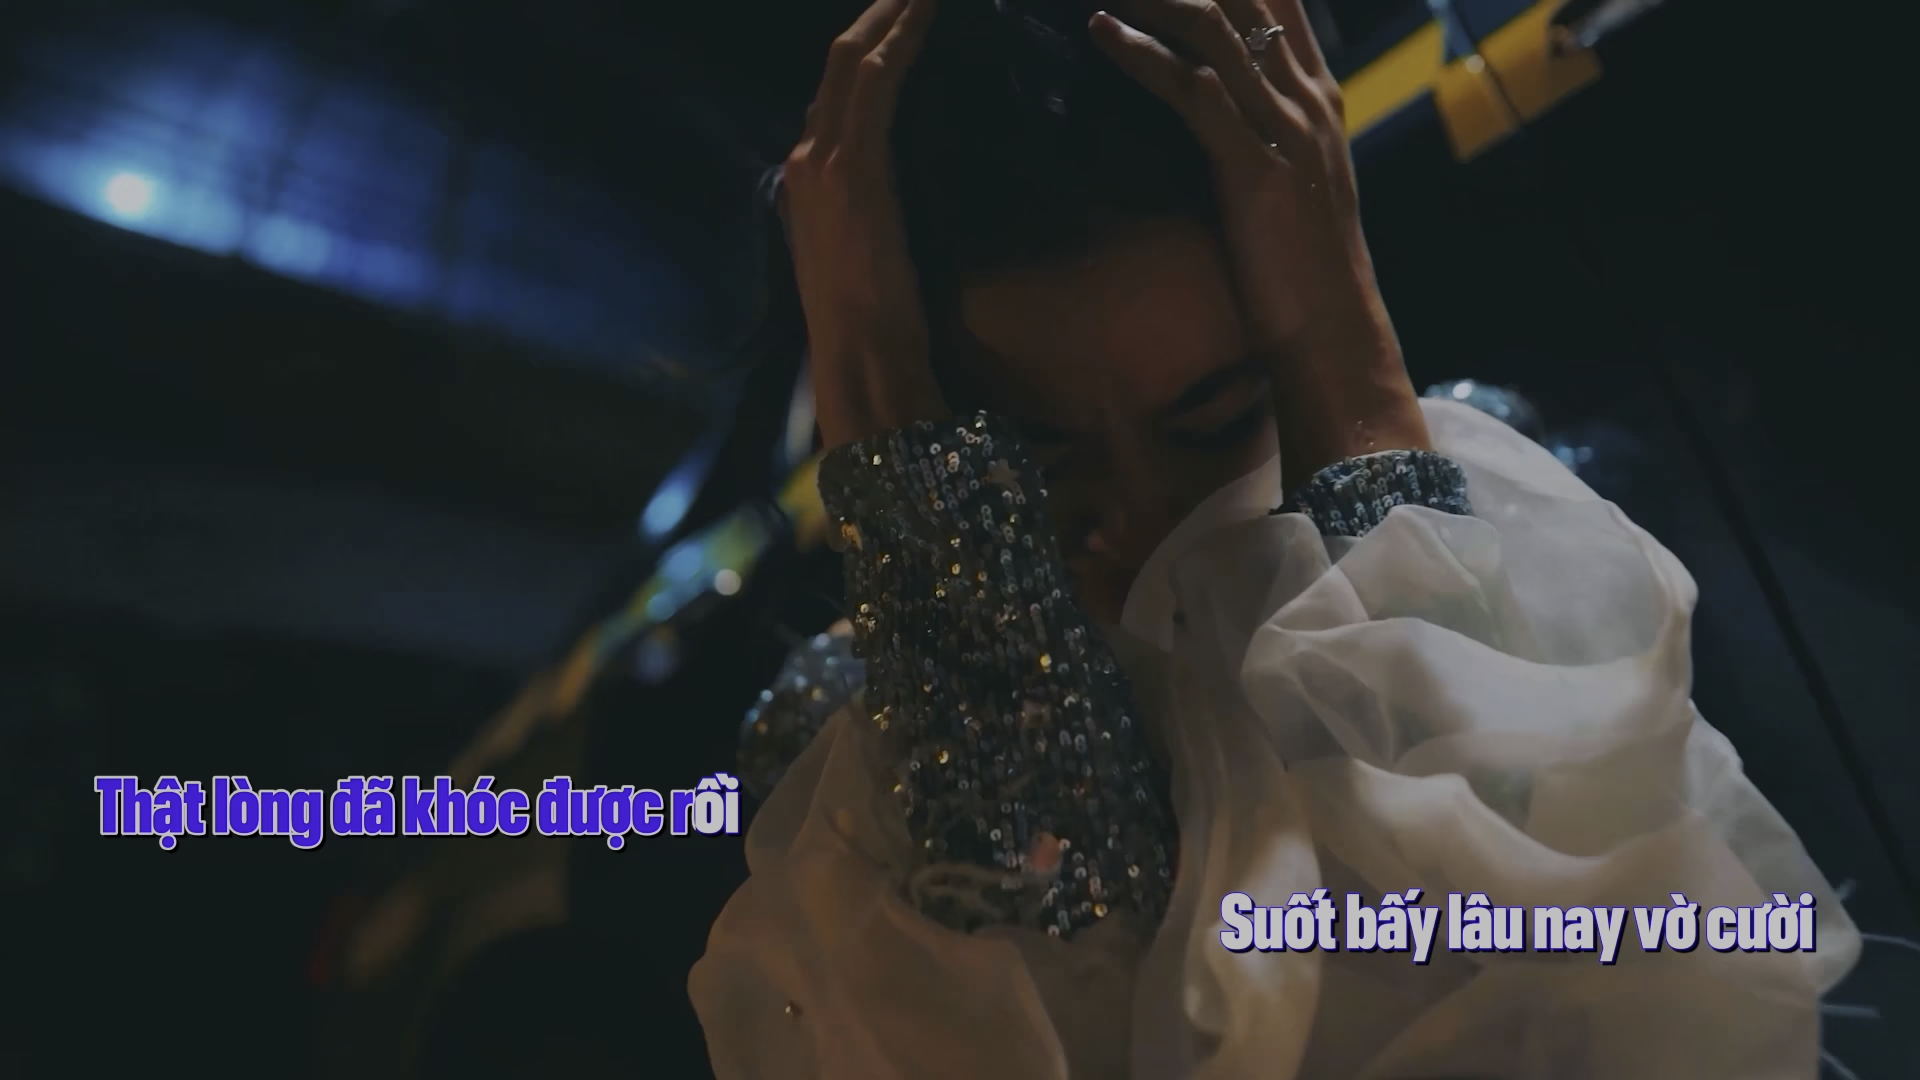 Thật lòng đã khóc được rồi
Suốt bấy lâu nay vờ cười